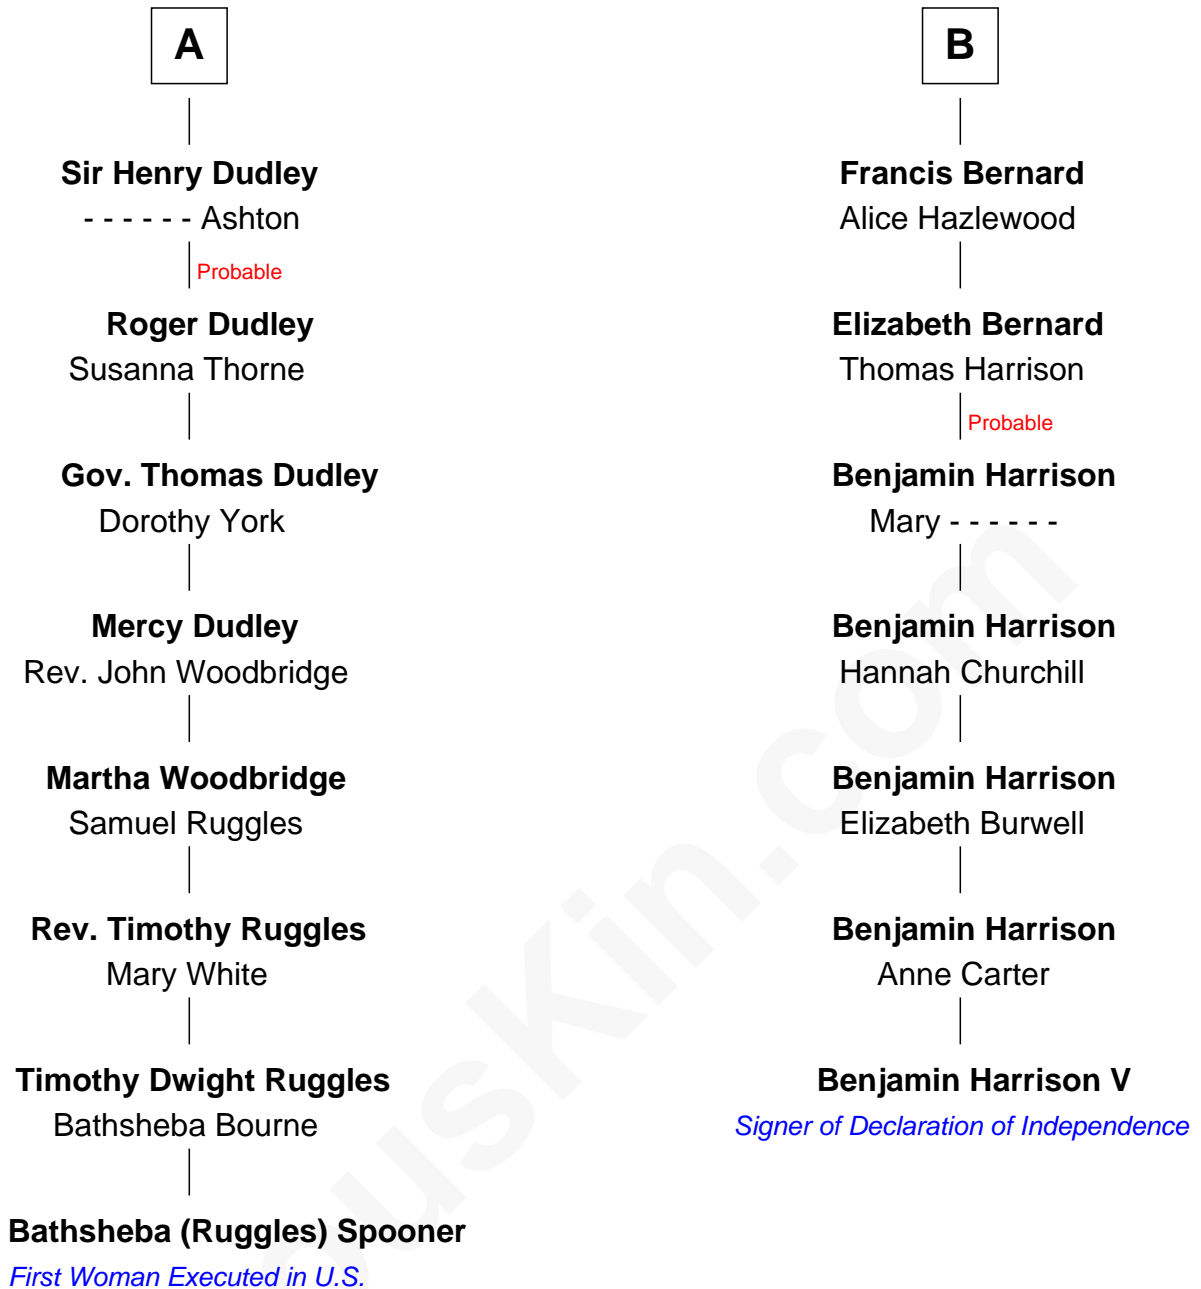 A
Sir Henry Dudley
- - - - - - Ashton
Probable
Roger Dudley
Susanna Thorne
Gov. Thomas Dudley
Dorothy York
Mercy Dudley
Rev. John Woodbridge
Martha Woodbridge
Samuel Ruggles
Rev. Timothy Ruggles
Mary White
Timothy Dwight Ruggles
Bathsheba Bourne
Bathsheba (Ruggles) Spooner
First Woman Executed in U.S.
B
Francis Bernard
Alice Hazlewood
Elizabeth Bernard
Thomas Harrison
Probable
Benjamin Harrison
Mary - - - - - -
Benjamin Harrison
Hannah Churchill
Benjamin Harrison
Elizabeth Burwell
Benjamin Harrison
Anne Carter
Benjamin Harrison V
Signer of Declaration of Independence
ousKin.com